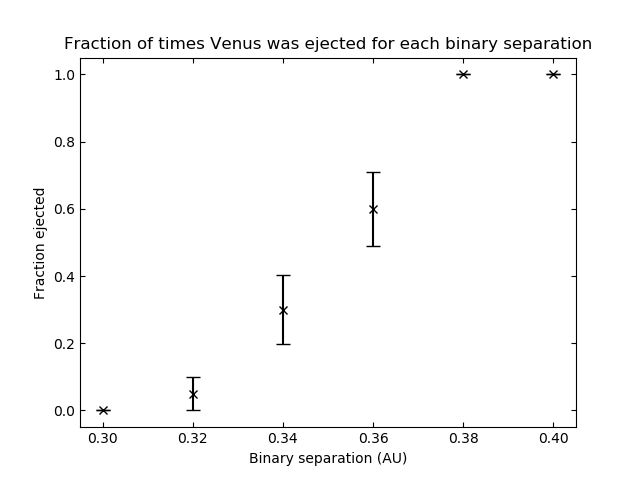 Fraction of times Venus was ejected for each binary separation
1.0
0.8
0.6
0.4
0.2
0.0
Fraction ejected
0.30 0.32 0.34 0.36 0.38 0.40
Binary separation (AU)